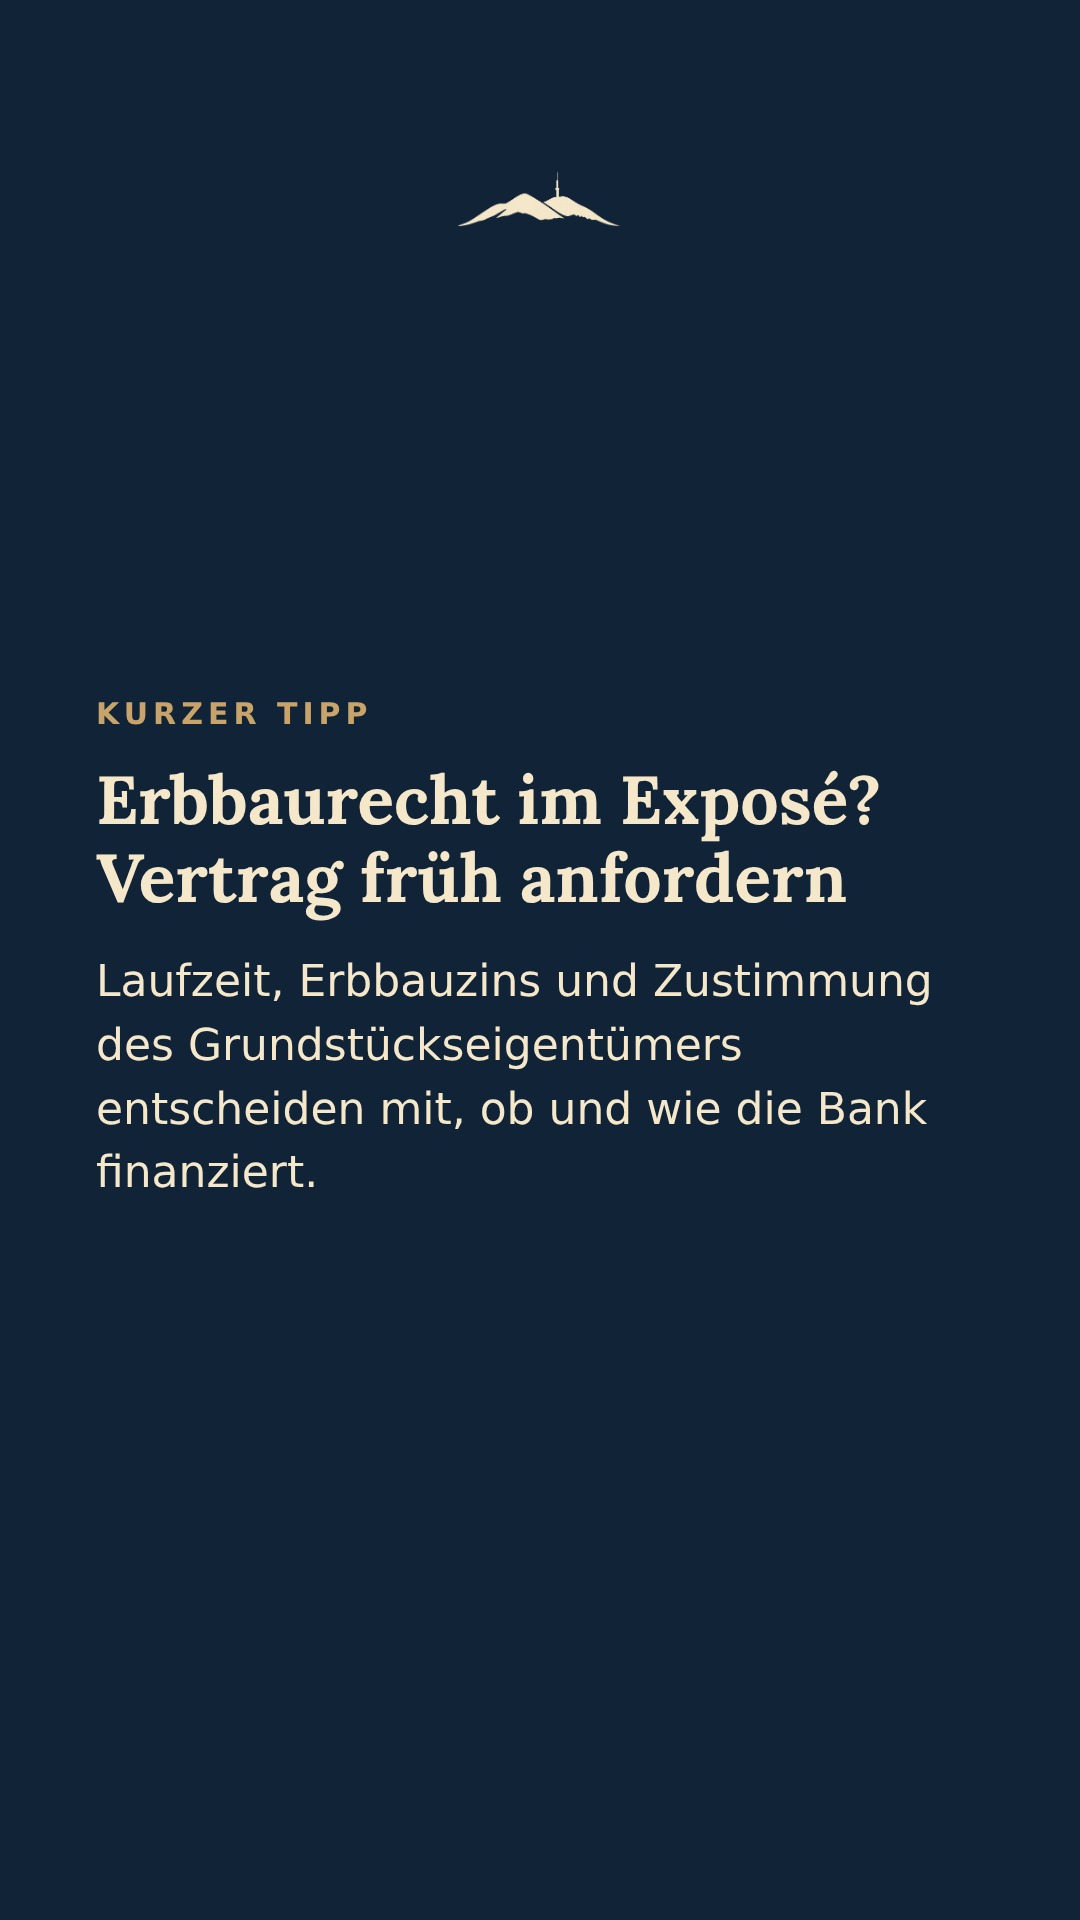 KURZER TIPP
Erbbaurecht im Exposé?
Vertrag früh anfordern
Laufzeit, Erbbauzins und Zustimmung
des Grundstückseigentümers
entscheiden mit, ob und wie die Bank
finanziert.